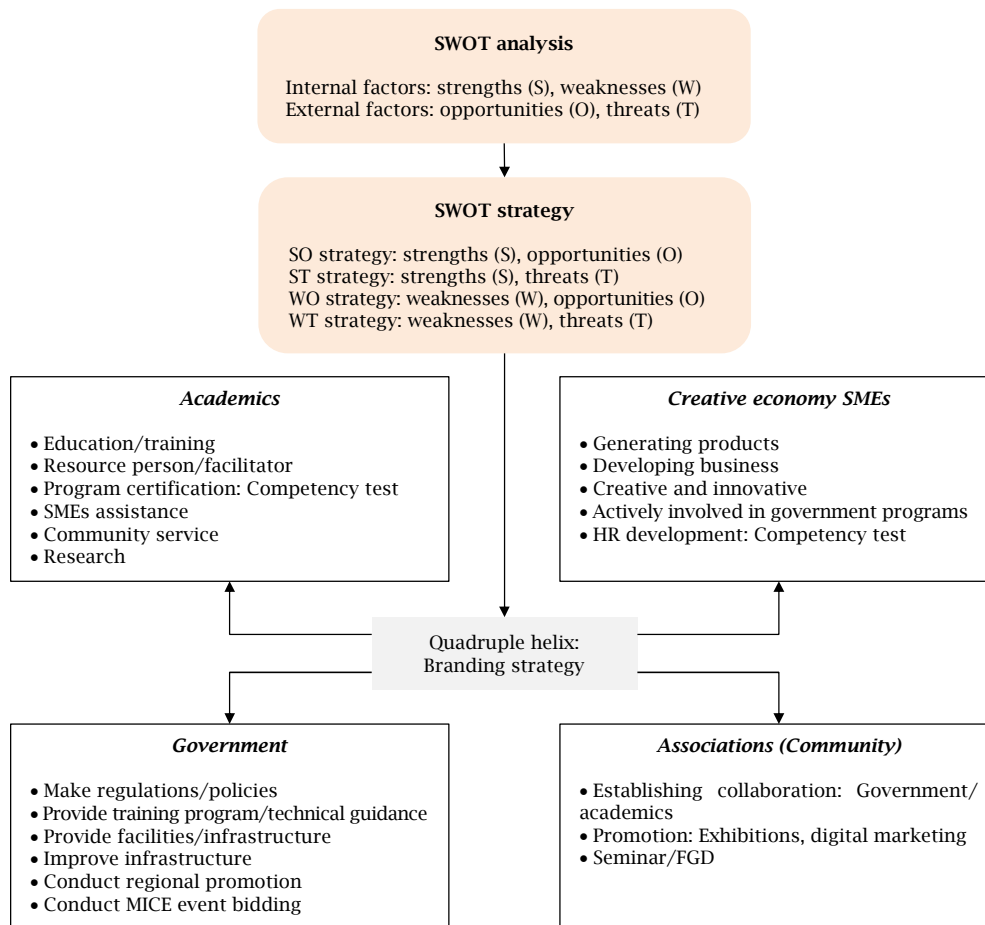 SWOT analysis
Internal factors: strengths (S), weaknesses (W)
External factors: opportunities (O), threats (T)
SWOT strategy
SO strategy: strengths (S), opportunities (O)
ST strategy: strengths (S), threats (T)
WO strategy: weaknesses (W), opportunities (O)
WT strategy: weaknesses (W), threats (T)
Academics
• Education/training
• Resource person/facilitator
• Program certification: Competency test
• SMEs assistance
• Community service
• Research
Creative economy SMEs
• Generating products
• Developing business
• Creative and innovative
• Actively involved in government programs
• HR development: Competency test
Quadruple helix:
Branding strategy
Government
• Make regulations/policies
• Provide training program/technical guidance
• Provide facilities/infrastructure
• Improve infrastructure
• Conduct regional promotion
• Conduct MICE event bidding
Associations (Community)
• Establishing collaboration: Government/
academics
• Promotion: Exhibitions, digital marketing
• Seminar/FGD